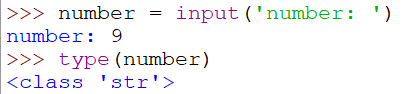 >>> number = input('number: ')
number: 9
>>> type(number)
<class 'str'>